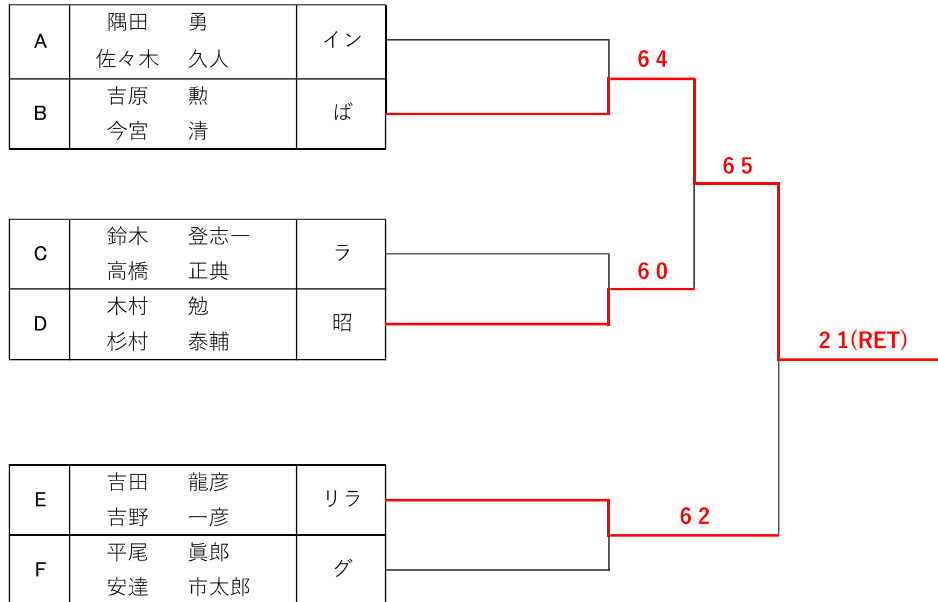 A 隅田 勇 イン
佐々木 久人
B 吉原 勲 ば
今宮 清
6 4
6 5
C 鈴木 登志一 ラ
高橋 正典
D 木村 勉 昭
杉村 泰輔
6 0
2 1(RET)
E 吉田 龍彦 リラ
吉野 一彦
F 平尾 眞郎 グ
安達 市太郎
6 2